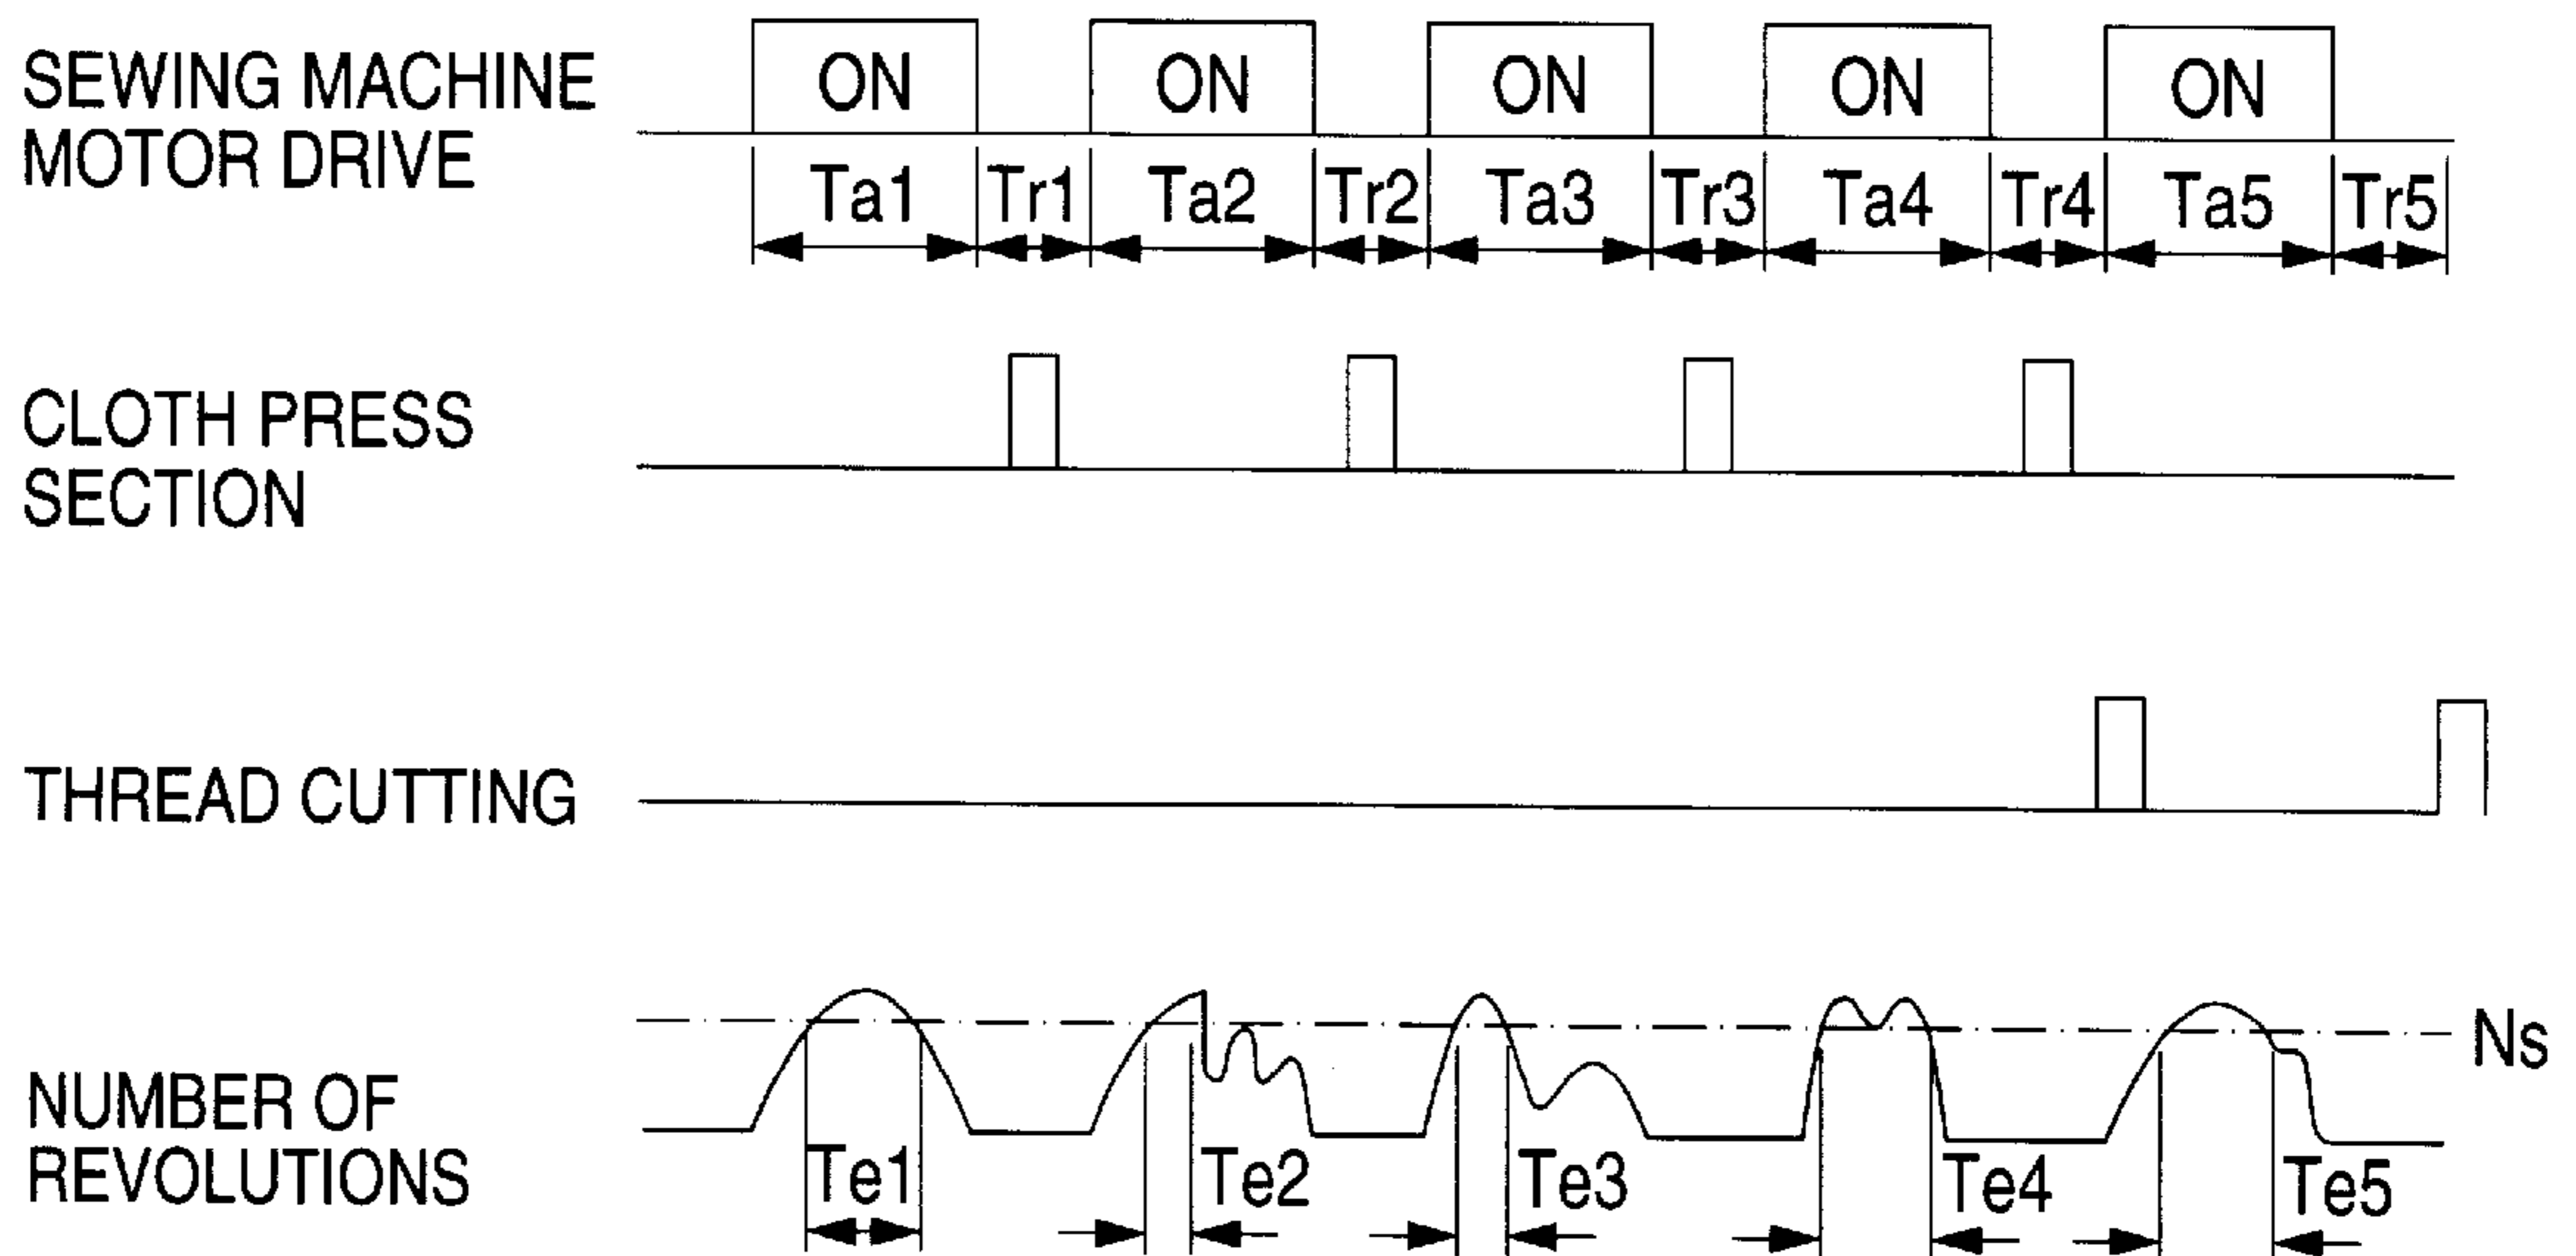 SEWING MACHINE
MOTOR DRIVE
ON ON ON ON ON
Ta1 Tr1 Ta2 Tr2 Ta3 Tr3 Ta4 Tr4 Ta5 Tr5
CLOTH PRESS
SECTION
THREAD CUTTING
Ns
NUMBER OF
REVOLUTIONS
Te1 Te2 Te3 Te4 Te5